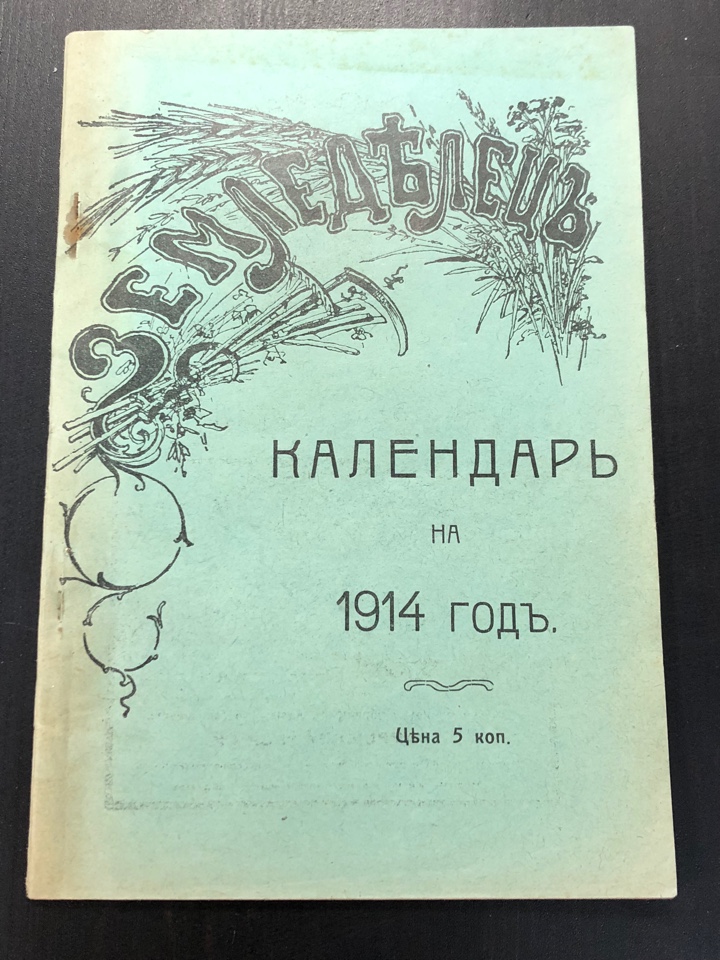 ЗЕМЛЕДѢЛЕЦЪ
КАЛЕНДАРЬ
НА
1914 ГОДЪ.
Цѣна 5 коп.